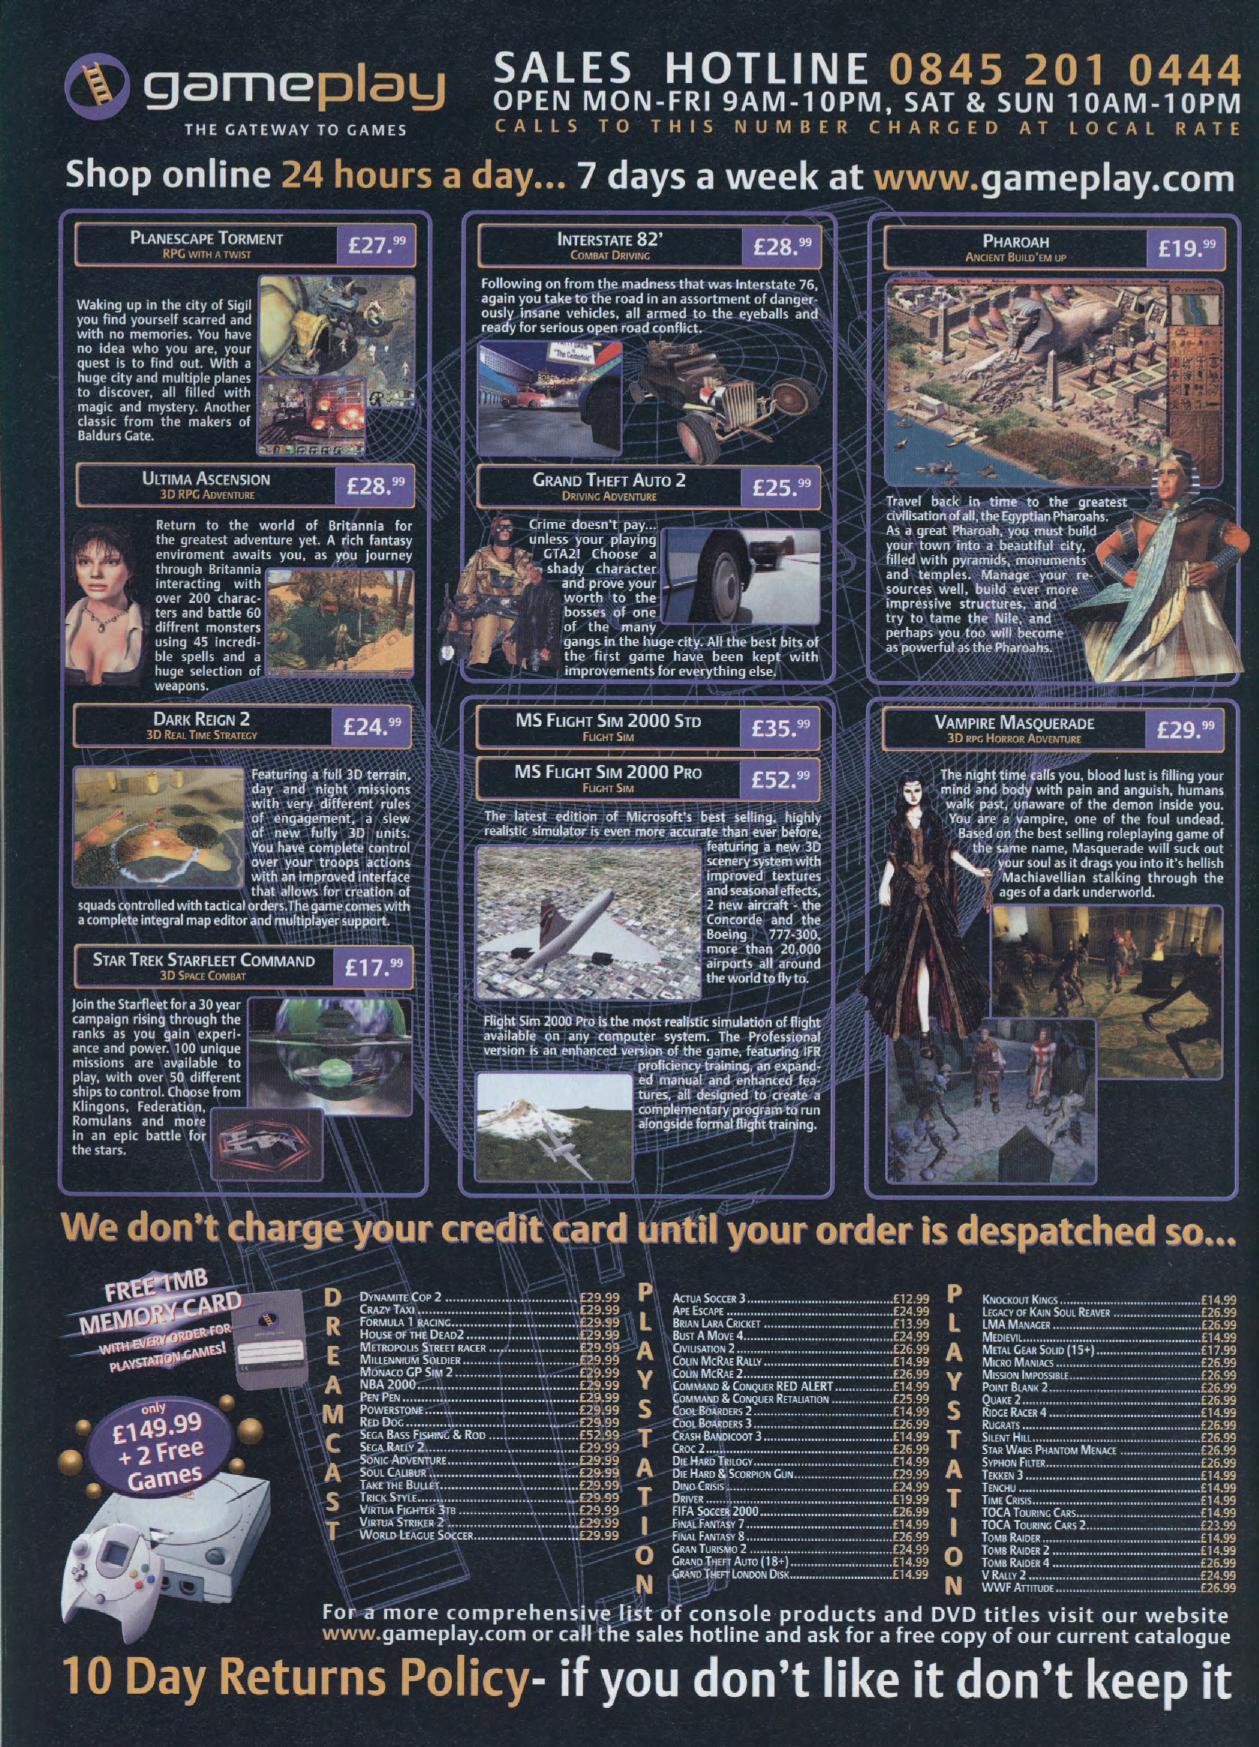 gameplay
THE GATEWAY TO GAMES
SALES HOTLINE 0845 201 0444
OPEN MON-FRI 9AM-10PM, SAT & SUN 10AM-10PM
CALLS TO THIS NUMBER CHARGED AT LOCAL RATE
Shop online 24 hours a day... 7 days a week at www.gameplay.com
PLANESCAPE TORMENT
RPG WITH A TWIST
£27.99
Waking up in the city of Sigil
you find yourself scarred and
with no memories. You have
no idea who you are, your
quest is to find out. With a
huge city and multiple planes
to discover, all filled with
magic and mystery. Another
classic from the makers of
Baldurs Gate.
ULTIMA ASCENSION
3D RPG ADVENTURE
£28.99
Return to the world of Britannia for
the greatest adventure yet. A rich fantasy
enviroment awaits you, as you journey
through Britannia
interacting with
over 200 charac-
ters and battle 60
diffrent monsters
using 45 incredi-
ble spells and a
huge selection of
weapons.
DARK REIGN 2
3D REAL TIME STRATEGY
£24.99
Featuring a full 3D terrain,
day and night missions
with very different rules
of engagement, a slew
of new fully 3D units.
You have complete control
over your troops actions
with an improved interface
that allows for creation of
squads controlled with tactical orders.The game comes with
a complete integral map editor and multiplayer support.
STAR TREK STARFLEET COMMAND
3D SPACE COMBAT
£17.99
Join the Starfleet for a 30 year
campaign rising through the
ranks as you gain experi-
ance and power. 100 unique
missions are available to
play, with over 50 different
ships to control. Choose from
Klingons, Federation,
Romulans and more
in an epic battle for
the stars.
INTERSTATE 82'
COMBAT DRIVING
£28.99
Following on from the madness that was Interstate 76,
again you take to the road in an assortment of danger-
ously insane vehicles, all armed to the eyeballs and
ready for serious open road conflict.
"The Centerfold"
GRAND THEFT AUTO 2
DRIVING ADVENTURE
£25.99
Crime doesn't pay...
unless your playing
GTA2! Choose a
shady character
and prove your
worth to the
bosses of one
of the many
gangs in the huge city. All the best bits of
the first game have been kept with
improvements for everything else.
MS FLIGHT SIM 2000 STD
FLIGHT SIM
£35.99
MS FLIGHT SIM 2000 PRO
FLIGHT SIM
£52.99
The latest edition of Microsoft's best selling, highly
realistic simulator is even more accurate than ever before,
featuring a new 3D
scenery system with
improved textures
and seasonal effects,
2 new aircraft - the
Concorde and the
Boeing 777-300,
more than 20,000
airports all around
the world to fly to.
Flight Sim 2000 Pro is the most realistic simulation of flight
available on any computer system. The Professional
version is an enhanced version of the game, featuring IFR
proficiency training, an expand-
ed manual and enhanced fea-
tures, all designed to create a
complementary program to run
alongside formal flight training.
PHAROAH
ANCIENT BUILD'EM UP
£19.99
Travel back in time to the greatest
civilisation of all, the Egyptian Pharoahs.
As a great Pharoah, you must build
your town into a beautiful city,
filled with pyramids, monuments
and temples. Manage your re-
sources well, build ever more
impressive structures, and
try to tame the Nile, and
perhaps you too will become
as powerful as the Pharoahs.
VAMPIRE MASQUERADE
3D RPG HORROR ADVENTURE
£29.99
The night time calls you, blood lust is filling your
mind and body with pain and anguish, humans
walk past, unaware of the demon inside you.
You are a vampire, one of the foul undead.
Based on the best selling roleplaying game of
the same name, Masquerade will suck out
your soul as it drags you into it's hellish
Machiavellian stalking through the
ages of a dark underworld.
We don't charge your credit card until your order is despatched so...
FREE 1MB
MEMORY CARD
WITH EVERY ORDER FOR
PLAYSTATION GAMES!
only
£149.99
+ 2 Free
Games
DREAMCAST
DYNAMITE COP 2 £29.99
CRAZY TAXI £29.99
FORMULA 1 RACING £29.99
HOUSE OF THE DEAD2 £29.99
METROPOLIS STREET RACER £29.99
MILLENNIUM SOLDIER £29.99
MONACO GP SIM 2 £29.99
NBA 2000 £29.99
PEN PEN £29.99
POWERSTONE £29.99
RED DOG £29.99
SEGA BASS FISHING & ROD £52.99
SEGA RALLY 2 £29.99
SONIC ADVENTURE £29.99
SOUL CALIBUR £29.99
TAKE THE BULLET £29.99
TRICK STYLE £29.99
VIRTUA FIGHTER 3TB £29.99
VIRTUA STRIKER 2 £29.99
WORLD LEAGUE SOCCER £29.99
PLAYSTATION
ACTUA SOCCER 3 £12.99
APE ESCAPE £24.99
BRIAN LARA CRICKET £13.99
BUST A MOVE 4 £24.99
CIVILISATION 2 £26.99
COLIN MCRAE RALLY £14.99
COLIN MCRAE 2 £26.99
COMMAND & CONQUER RED ALERT £14.99
COMMAND & CONQUER RETALIATION £25.99
COOL BOARDERS 2 £14.99
COOL BOARDERS 3 £26.99
CRASH BANDICOOT 3 £14.99
CROC 2 £26.99
DIE HARD TRILOGY £14.99
DIE HARD & SCORPION GUN £29.99
DINO CRISIS £24.99
DRIVER £19.99
FIFA SOCCER 2000 £26.99
FINAL FANTASY 7 £14.99
FINAL FANTASY 8 £26.99
GRAN TURISMO 2 £24.99
GRAND THEFT AUTO (18+) £14.99
GRAND THEFT LONDON DISK £14.99
PLAYSTATION
KNOCKOUT KINGS £14.99
LEGACY OF KAIN SOUL REAVER £26.99
LMA MANAGER £26.99
MEDIEVIL £14.99
METAL GEAR SOLID (15+) £17.99
MICRO MANIACS £26.99
MISSION IMPOSSIBLE £26.99
POINT BLANK 2 £26.99
QUAKE 2 £26.99
RIDGE RACER 4 £14.99
RUGRATS £26.99
SILENT HILL £26.99
STAR WARS PHANTOM MENACE £26.99
SYPHON FILTER £26.99
TEKKEN 3 £14.99
TENCHU £14.99
TIME CRISIS £14.99
TOCA TOURING CARS £14.99
TOCA TOURING CARS 2 £23.99
TOMB RAIDER £14.99
TOMB RAIDER 2 £14.99
TOMB RAIDER 4 £26.99
V RALLY 2 £24.99
WWF ATTITUDE £26.99
For a more comprehensive list of console products and DVD titles visit our website
www.gameplay.com or call the sales hotline and ask for a free copy of our current catalogue
10 Day Returns Policy- if you don't like it don't keep it